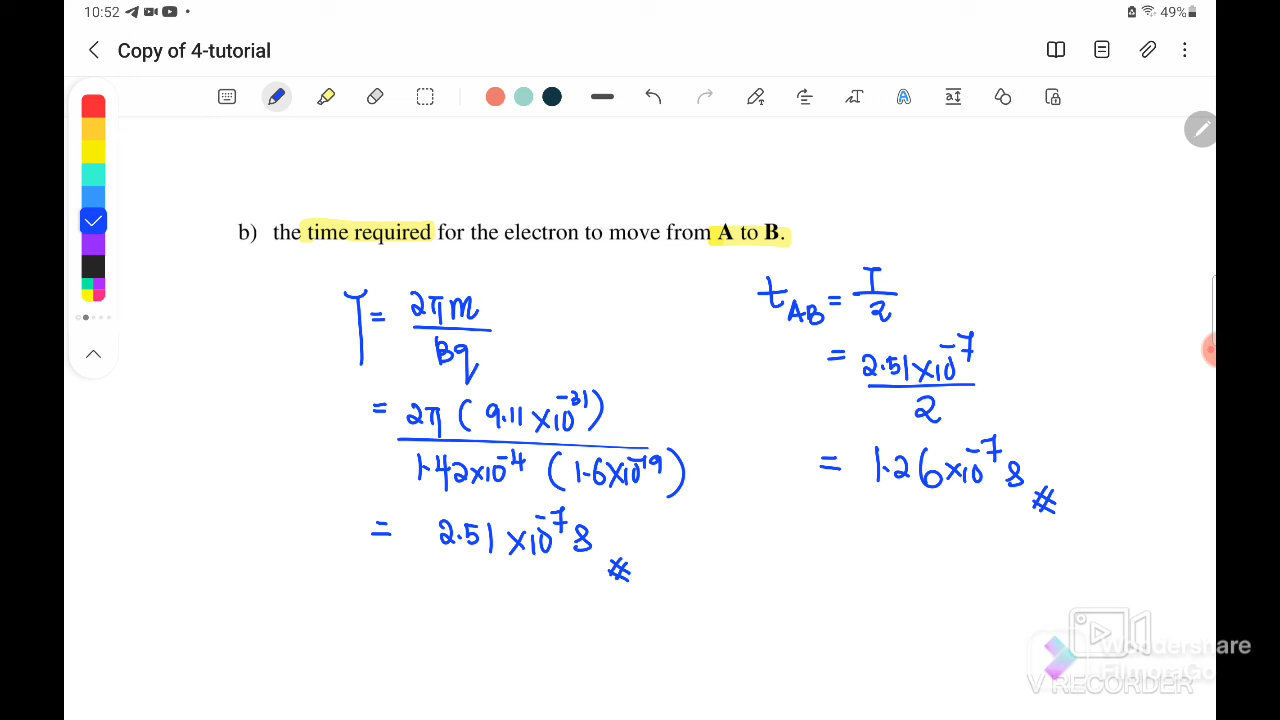 10:52
49%
Copy of 4-tutorial
b) the time required for the electron to move from A to B.
T = 2πm / Bq
= 2π ( 9.11 ×10⁻³¹ ) / 1.42×10⁻⁴ ( 1.6×10⁻¹⁹ )
= 2.51 ×10⁻⁷ s #
t_AB = T / 2
= 2.51×10⁻⁷ / 2
= 1.26×10⁻⁷ s #
Wondershare
FilmoraGo
V RECORDER